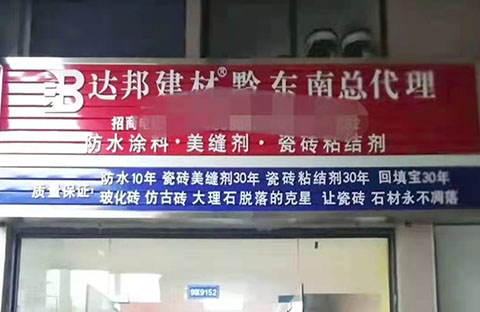 B达邦建材®黔东南总代理
招商
防水涂料·美缝剂·瓷砖粘结剂
质量保证:
防水10年 瓷砖美缝剂30年 瓷砖粘结剂30年 回填宝30年
玻化砖 仿古砖 大理石脱落的克星 让瓷砖 石材永不凋落
9152